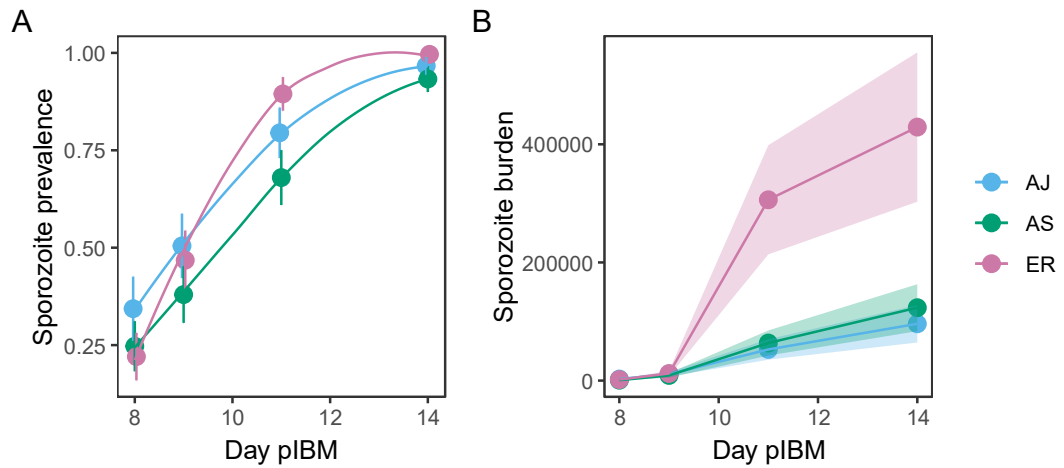 A
B
Sporozoite prevalence
1.00
0.75
0.50
0.25
8
10
12
14
Day pIBM
Sporozoite burden
400000
200000
0
8
10
12
14
Day pIBM
AJ
AS
ER